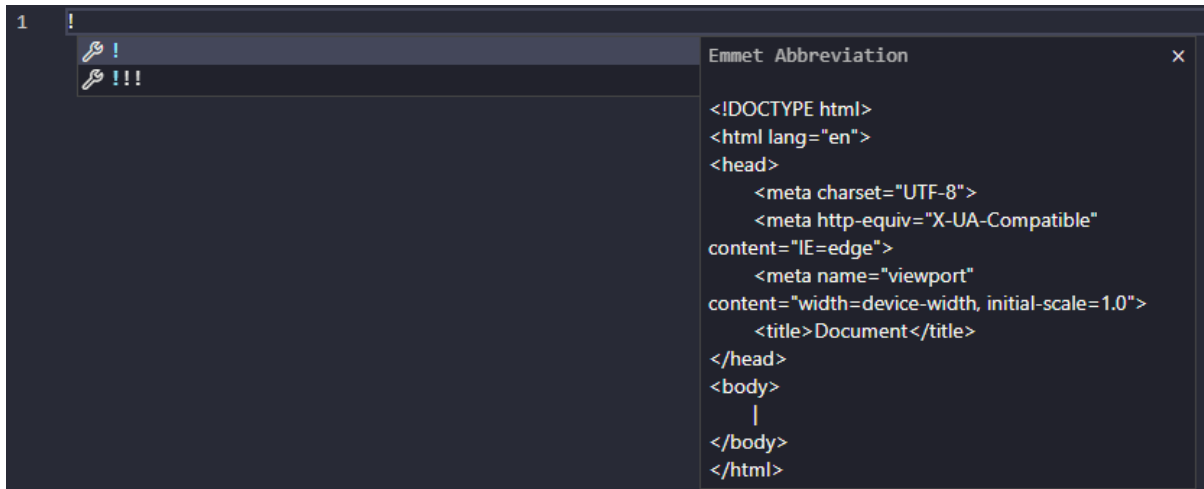 1 !
!
!!!
Emmet Abbreviation ×
<!DOCTYPE html>
<html lang="en">
<head>
<meta charset="UTF-8">
<meta http-equiv="X-UA-Compatible"
content="IE=edge">
<meta name="viewport"
content="width=device-width, initial-scale=1.0">
<title>Document</title>
</head>
<body>
|
</body>
</html>